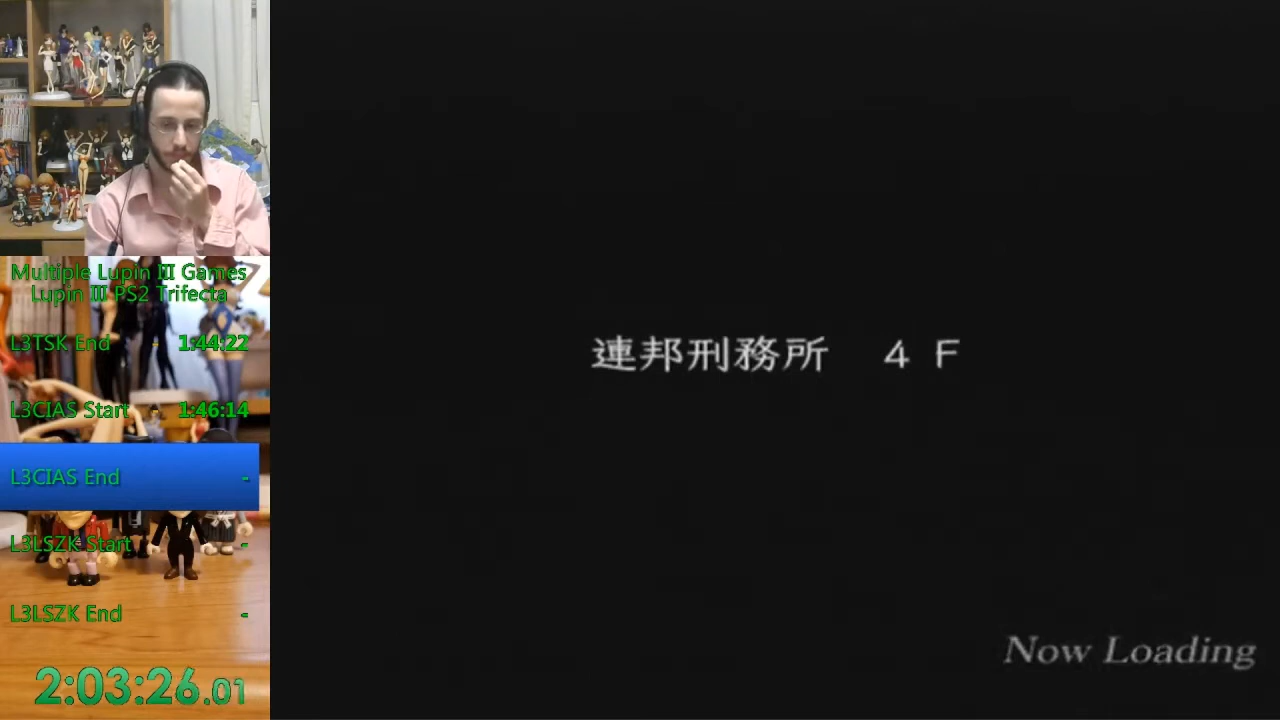 Multiple Lupin III Games
Lupin III PS2 Trifecta
L3TSK End - 1:44:22
L3CIAS Start - 1:46:14
L3CIAS End -
L3LSZK Start -
L3LSZK End -
2:03:26.01
連邦刑務所 4 F
Now Loading